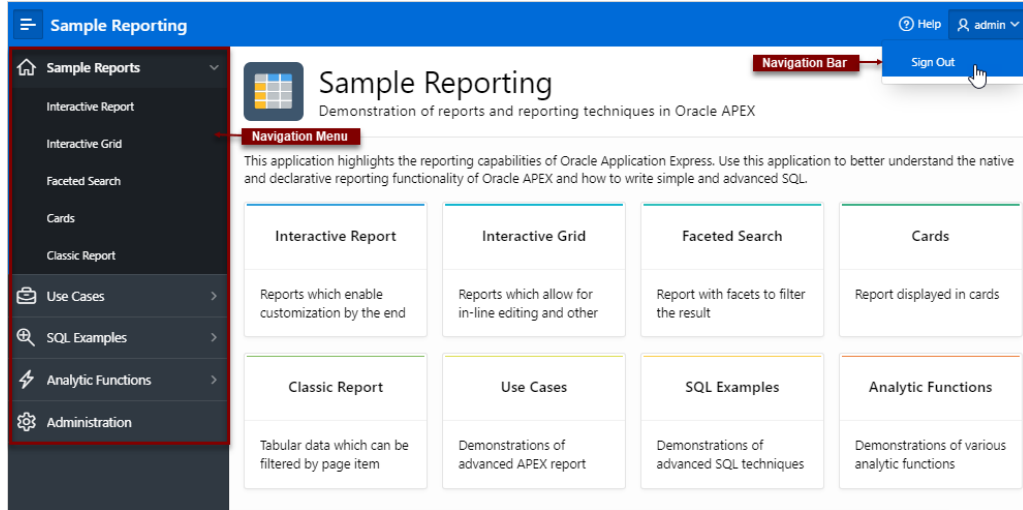 Sample Reporting
Help
admin
Sample Reports
Interactive Report
Interactive Grid
Faceted Search
Cards
Classic Report
Use Cases
SQL Examples
Analytic Functions
Administration
Navigation Menu
Navigation Bar
Sign Out
Sample Reporting
Demonstration of reports and reporting techniques in Oracle APEX
This application highlights the reporting capabilities of Oracle Application Express. Use this application to better understand the native
and declarative reporting functionality of Oracle APEX and how to write simple and advanced SQL.
Interactive Report
Reports which enable
customization by the end
Interactive Grid
Reports which allow for
in-line editing and other
Faceted Search
Report with facets to filter
the result
Cards
Report displayed in cards
Classic Report
Tabular data which can be
filtered by page item
Use Cases
Demonstrations of
advanced APEX report
SQL Examples
Demonstrations of
advanced SQL techniques
Analytic Functions
Demonstrations of various
analytic functions